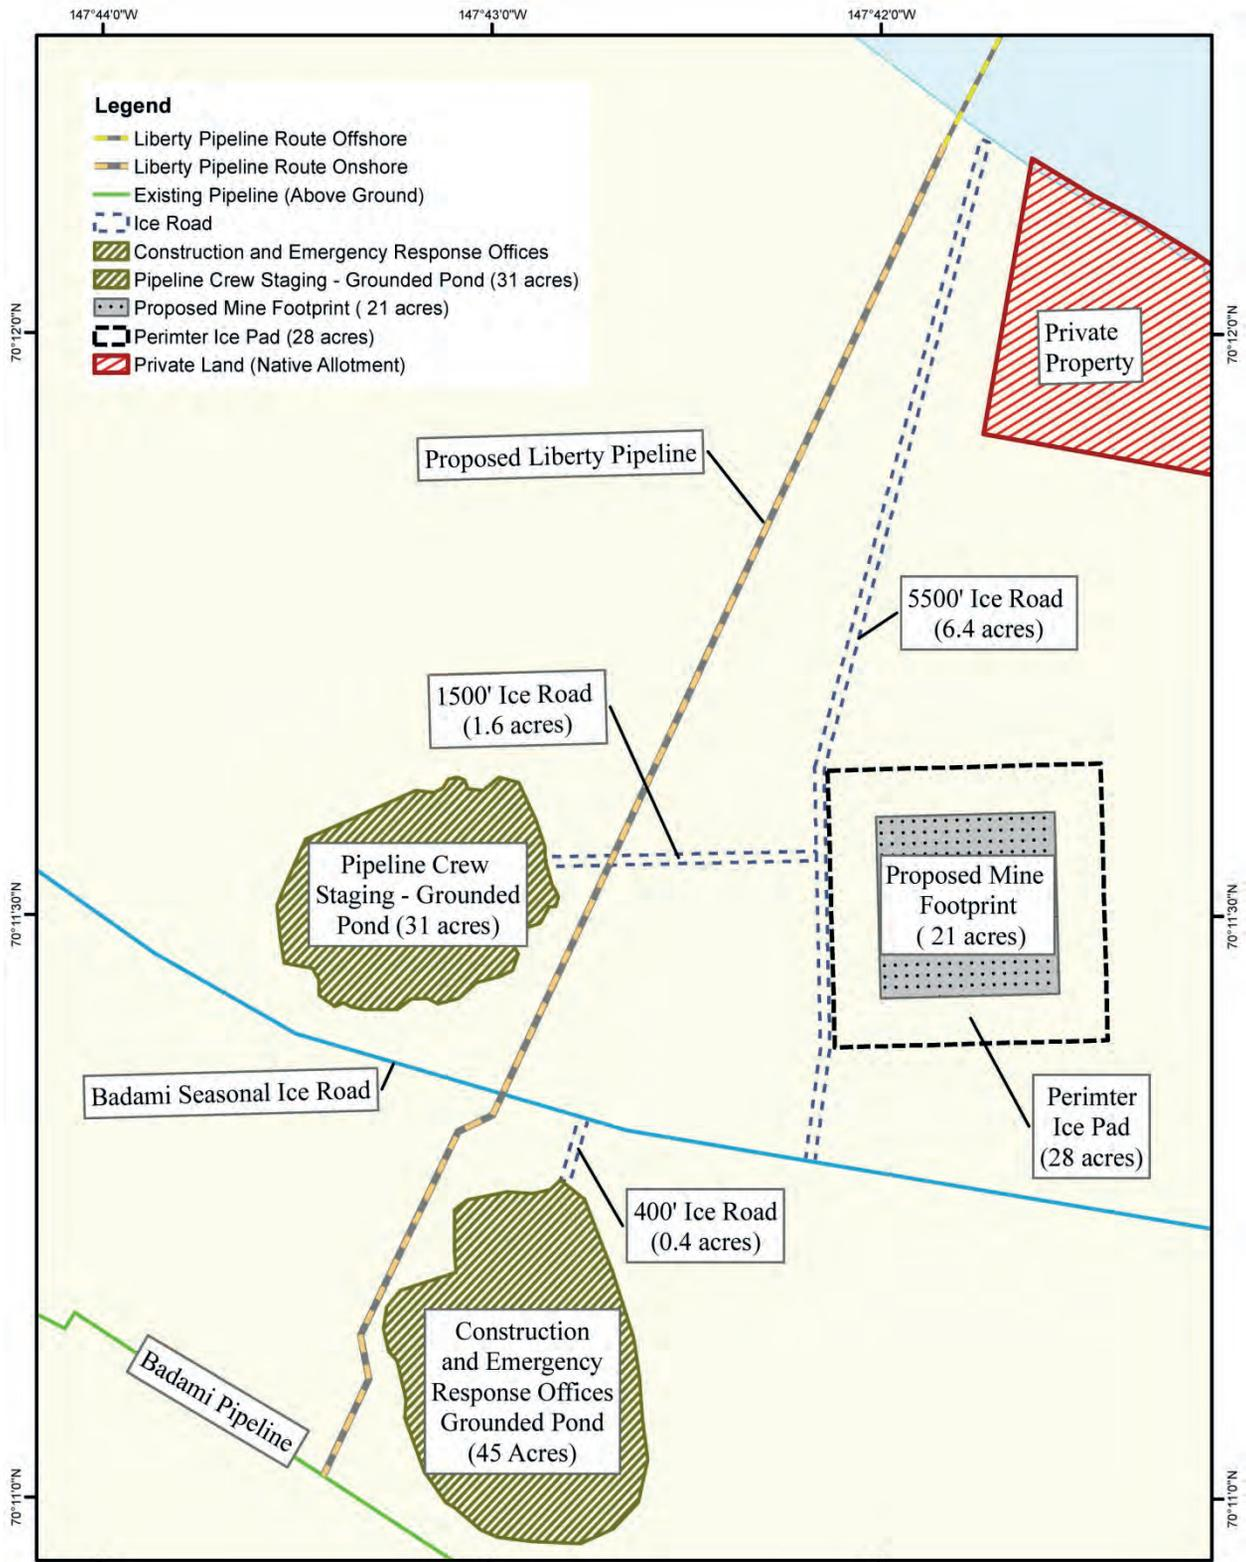 147°44'0"W
147°43'0"W
147°42'0"W
Legend
Liberty Pipeline Route Offshore
Liberty Pipeline Route Onshore
Existing Pipeline (Above Ground)
Ice Road
Construction and Emergency Response Offices
Pipeline Crew Staging - Grounded Pond (31 acres)
Proposed Mine Footprint ( 21 acres)
Perimter Ice Pad (28 acres)
Private Land (Native Allotment)
70°12'0"N
70°12'0"N
Private
Property
Proposed Liberty Pipeline
5500' Ice Road
(6.4 acres)
1500' Ice Road
(1.6 acres)
Pipeline Crew
Staging - Grounded
Pond (31 acres)
Proposed Mine
Footprint
( 21 acres)
70°11'30"N
70°11'30"N
Badami Seasonal Ice Road
Perimter
Ice Pad
(28 acres)
400' Ice Road
(0.4 acres)
Construction
and Emergency
Response Offices
Grounded Pond
(45 Acres)
Badami Pipeline
70°11'0"N
70°11'0"N